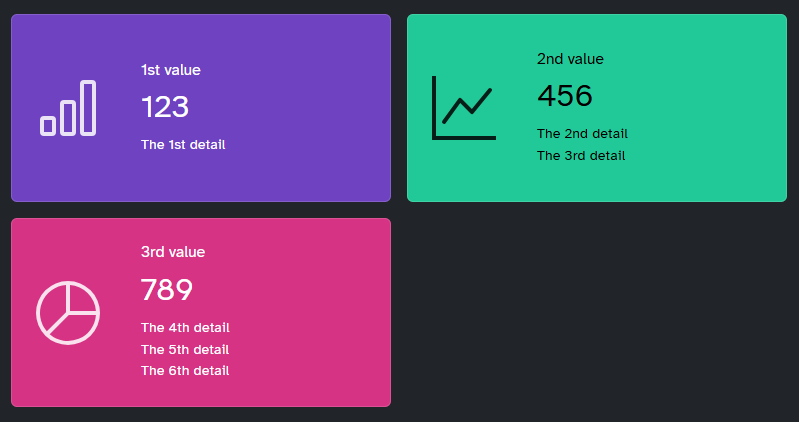 1st value
123
The 1st detail
2nd value
456
The 2nd detail
The 3rd detail
3rd value
789
The 4th detail
The 5th detail
The 6th detail